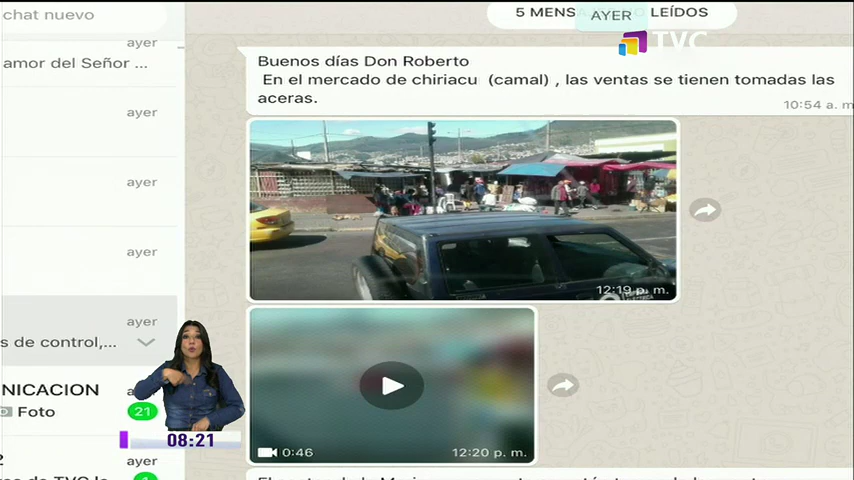 chat nuevo
5 MENSA
LEÍDOS
AYER
TVC
ayer
amor del Señor ...
Buenos días Don Roberto
En el mercado de chiriacu (camal) , las ventas se tienen tomadas las
aceras.
10:54 a. m
ayer
ayer
ayer
12:19 p. m.
ayer
s de control,...
NICACION
Foto
21
08:21
0:46
12:20 p. m.
2
ayer